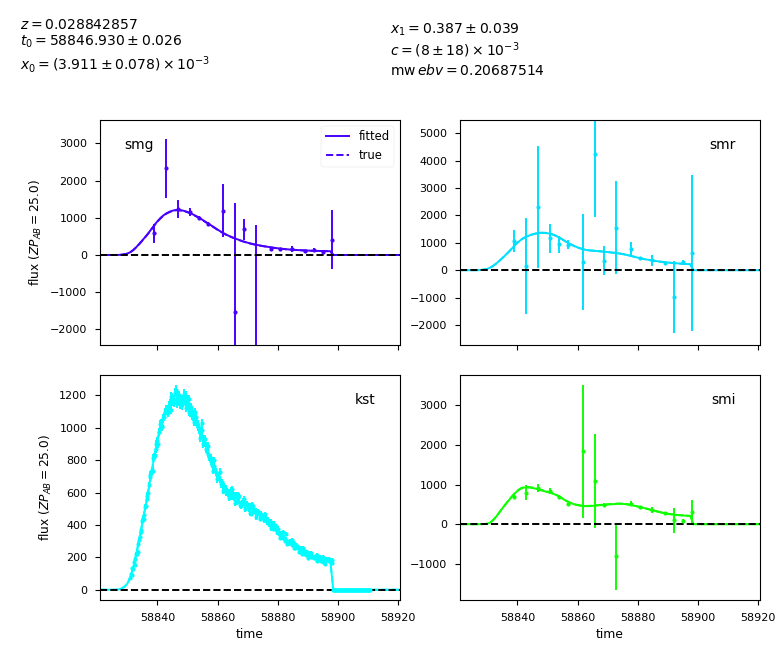 z = 0.028842857
t₀ = 58846.930 ± 0.026
x₀ = (3.911 ± 0.078) × 10⁻³
x₁ = 0.387 ± 0.039
c = (8 ± 18) × 10⁻³
mw ebv = 0.20687514
smg
fitted
true
3000
2000
1000
0
−1000
−2000
flux (ZP_AB = 25.0)
smr
5000
4000
3000
2000
1000
0
−1000
−2000
kst
1200
1000
800
600
400
200
0
flux (ZP_AB = 25.0)
58840 58860 58880 58900 58920
time
smi
3000
2000
1000
0
−1000
58840 58860 58880 58900 58920
time